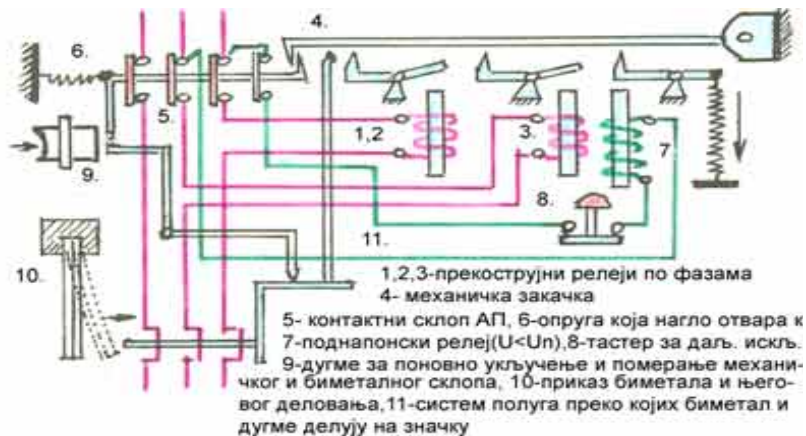 4.
6.
5.
1,2
3.
7
9.
8.
10.
11.
1,2,3-прекострујни релеји по фазама
4- механичка закачка
5- контактни склоп АП, 6-опруга која нагло отвара к
7-поднапонски релеј(U<Un),8-тастер за даљ. искљ.
9-дугме за поновно укључење и померање механи-
чког и биметалног склопа, 10-приказ биметала и њего-
вог деловања,11-систем полуга преко којих биметал и
дугме делују на значку